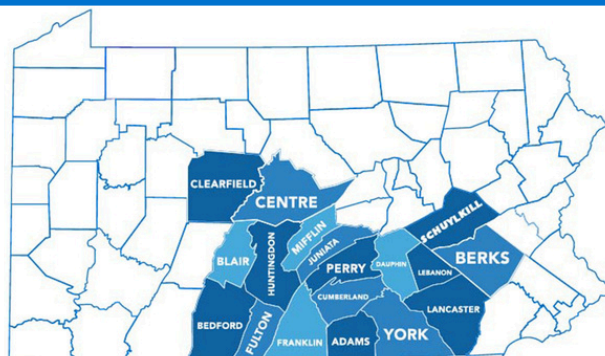 CLEARFIELD
CENTRE
SCHUYLKILL
MIFFLIN
JUNIATA
BLAIR
HUNTINGDON
PERRY
DAUPHIN
BERKS
LEBANON
CUMBERLAND
LANCASTER
BEDFORD
FULTON
FRANKLIN
ADAMS
YORK